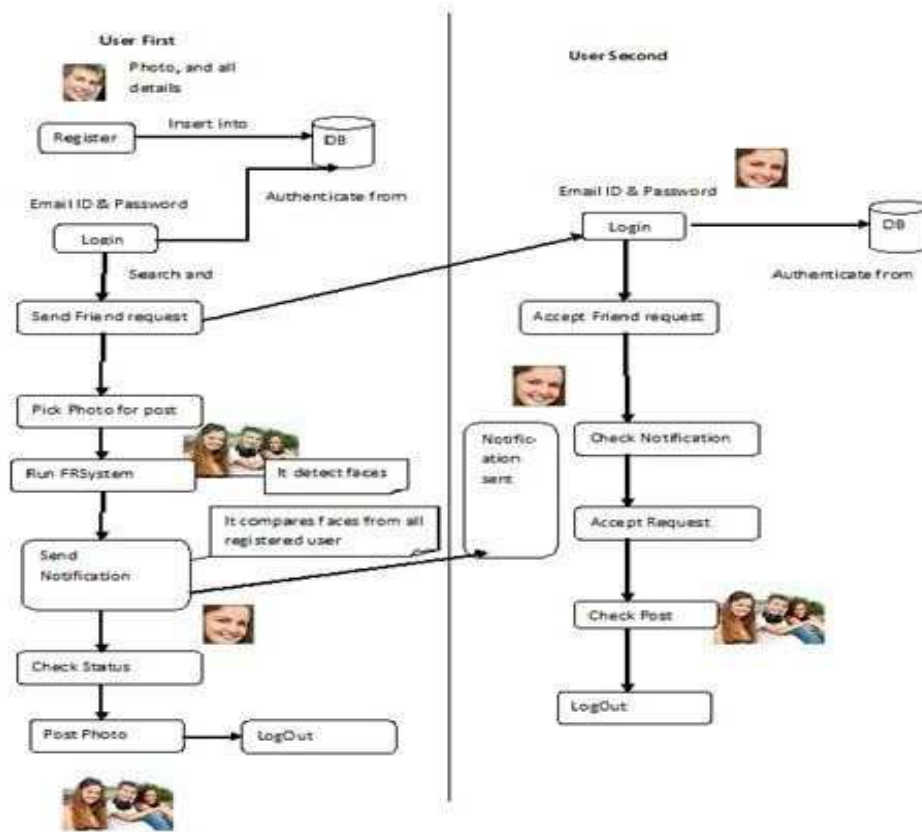 User First
Photo, and all
details
Register
Insert into
DB
Authenticate from
Email ID & Password
Login
Search and
Send Friend request
Pick Photo for post
Run FRSystem
It detect faces
It compares faces from all
registered user
Send
Notification
Check Status
Post Photo
LogOut
User Second
Email ID & Password
Login
DB
Authenticate from
Accept Friend request
Notific-
ation
sent
Check Notification
Accept Request
Check Post
LogOut